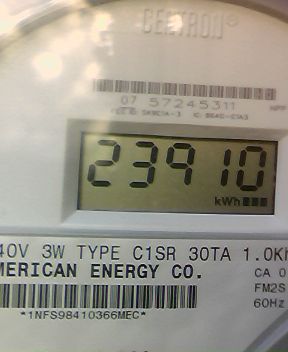 CENTRON®
07 57245311
23910
kWh
40V 3W TYPE C1SR 30TA 1.0Kh
MERICAN ENERGY CO.
CA 0
FM2S
60Hz
*1NFS98410366MEC*